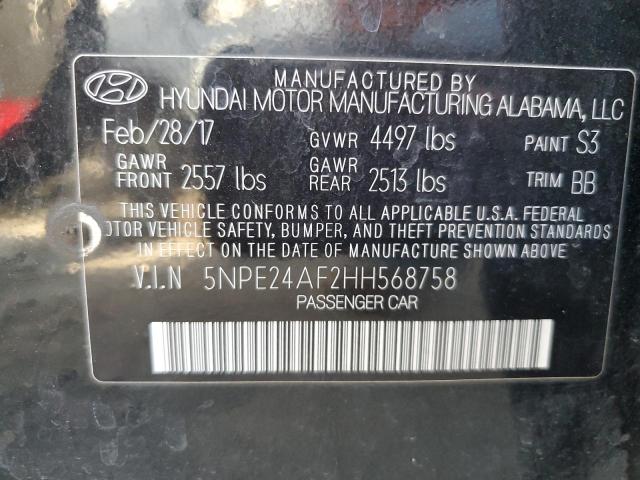 MANUFACTURED BY
HYUNDAI MOTOR MANUFACTURING ALABAMA, LLC
Feb/28/17 GVWR 4497 lbs PAINT S3
GAWR FRONT 2557 lbs GAWR REAR 2513 lbs TRIM BB
THIS VEHICLE CONFORMS TO ALL APPLICABLE U.S.A. FEDERAL
MOTOR VEHICLE SAFETY, BUMPER, AND THEFT PREVENTION STANDARDS
IN EFFECT ON THE DATE OF MANUFACTURE SHOWN ABOVE.
V.I.N 5NPE24AF2HH568758
PASSENGER CAR